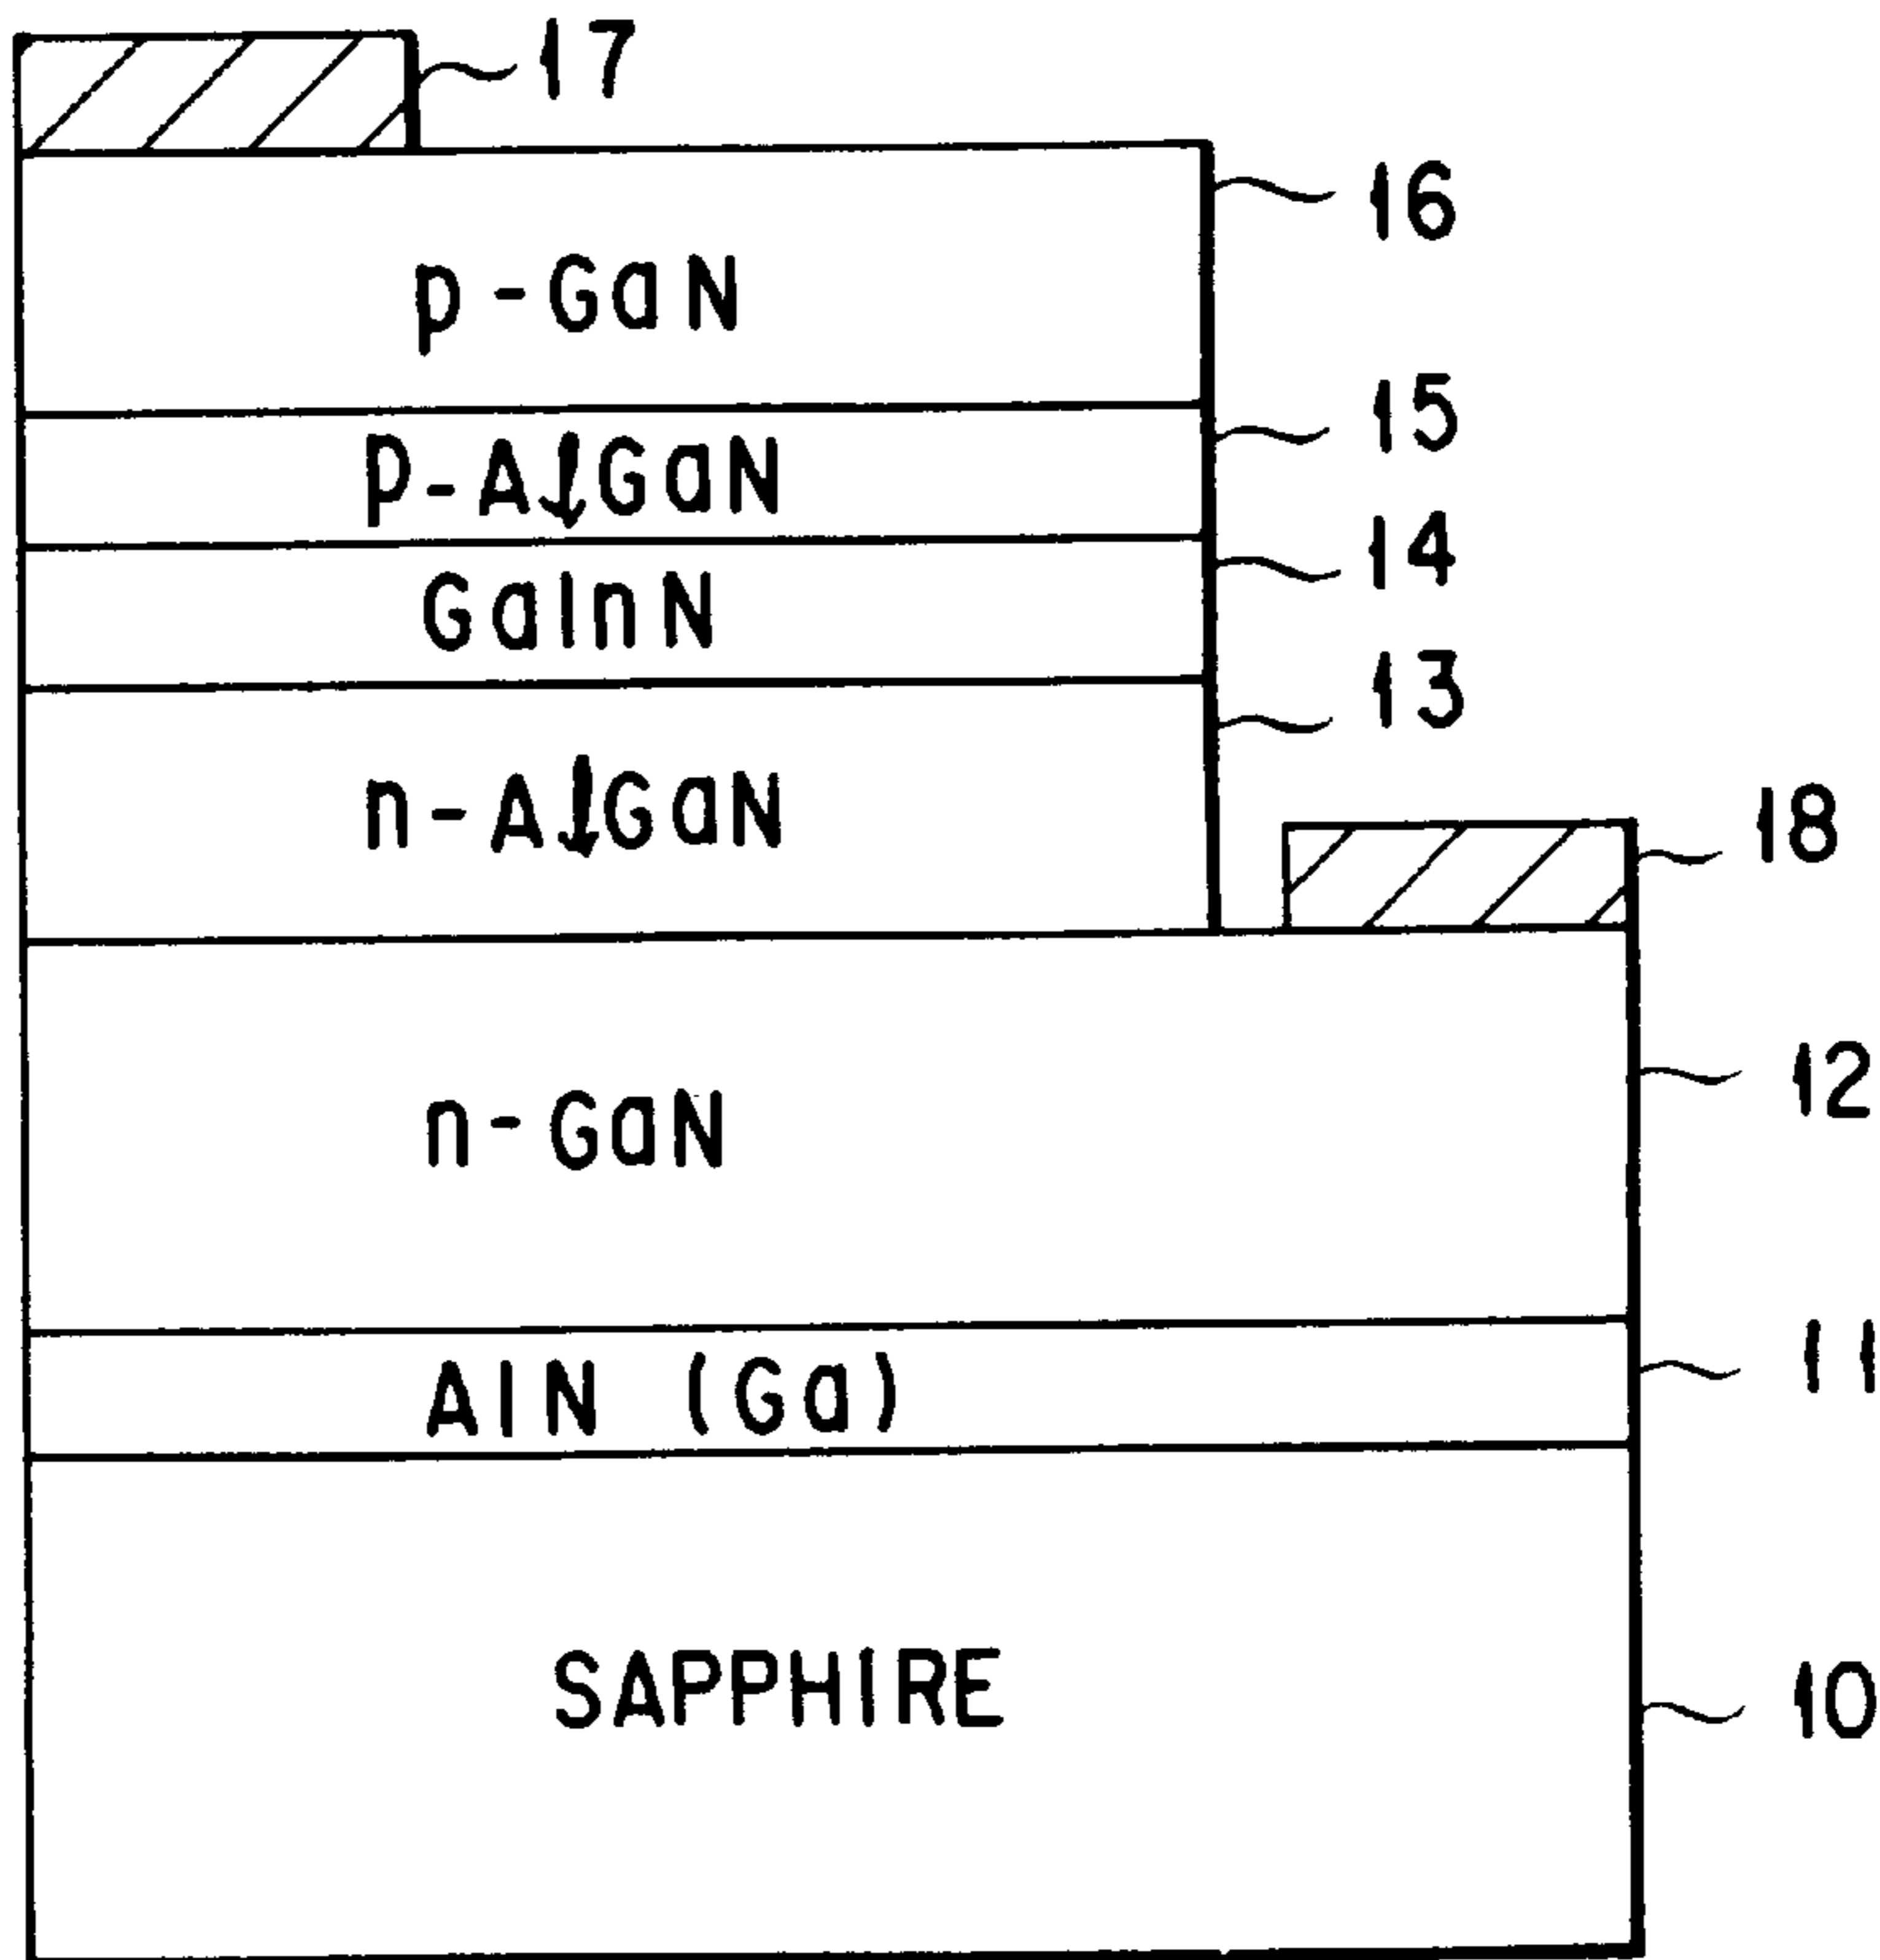 17
16
p-GaN
15
p-AlGaN
14
GaInN
13
n-AlGaN
18
12
n-GaN
11
AlN (Ga)
SAPPHIRE
10